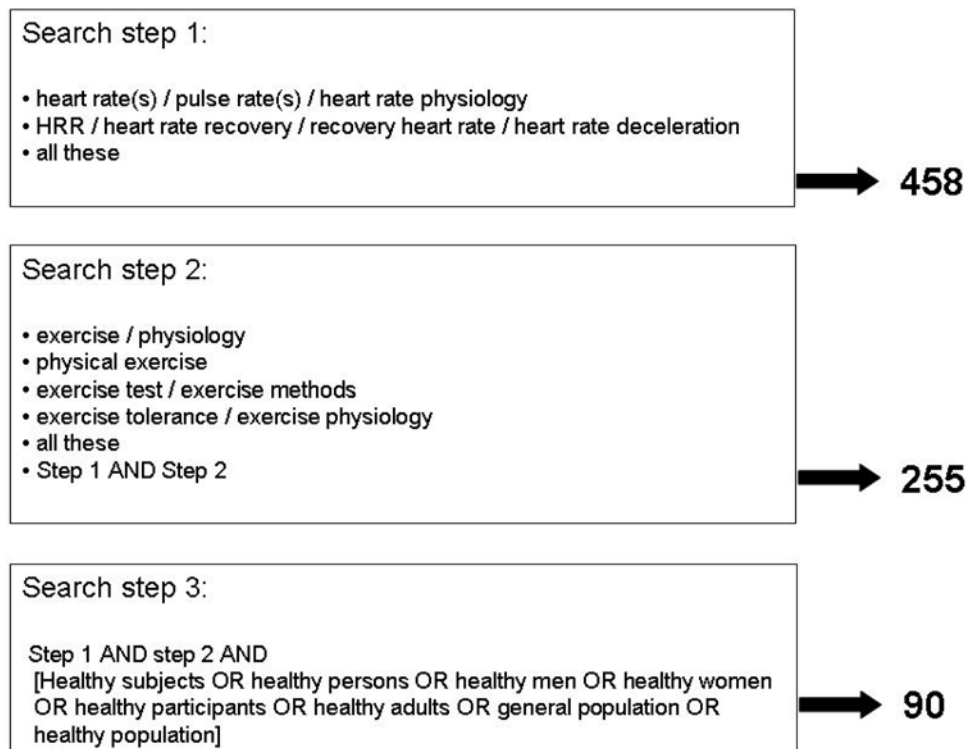 Search step 1:
• heart rate(s) / pulse rate(s) / heart rate physiology
• HRR / heart rate recovery / recovery heart rate / heart rate deceleration
• all these
458
Search step 2:
• exercise / physiology
• physical exercise
• exercise test / exercise methods
• exercise tolerance / exercise physiology
• all these
• Step 1 AND Step 2
255
Search step 3:
Step 1 AND step 2 AND
[Healthy subjects OR healthy persons OR healthy men OR healthy women
OR healthy participants OR healthy adults OR general population OR
healthy population]
90